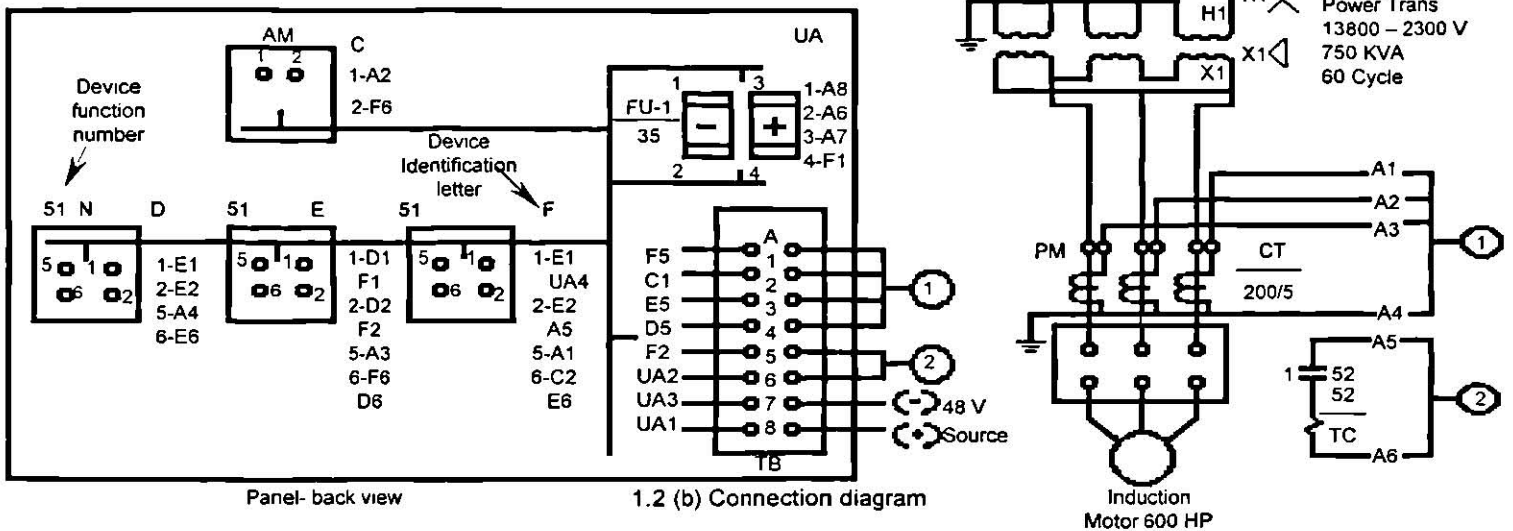 AM
1 2
C
1-A2
2-F6
UA
Device
function
number
Device
Identification
letter
FU-1
35
1
3
2
4
1-A8
2-A6
3-A7
4-F1
51 N
D
51
E
51
F
5 1
6 2
1-E1
2-E2
5-A4
6-E6
5 1
6 2
1-D1
F1
2-D2
F2
5-A3
6-F6
D6
5 1
6 2
1-E1
UA4
2-E2
A5
5-A1
6-C2
E6
A
F5 1
C1 2
E5 3
D5 4
F2 5
UA2 6
UA3 7
UA1 8
TB
1
2
(-) 48 V
(+) Source
Panel- back view
1.2 (b) Connection diagram
H1
X1
X1
Power Trans
13800 – 2300 V
750 KVA
60 Cycle
A1
A2
A3
PM
CT
200/5
1
A4
A5
1 52
52
TC
2
A6
Induction
Motor 600 HP